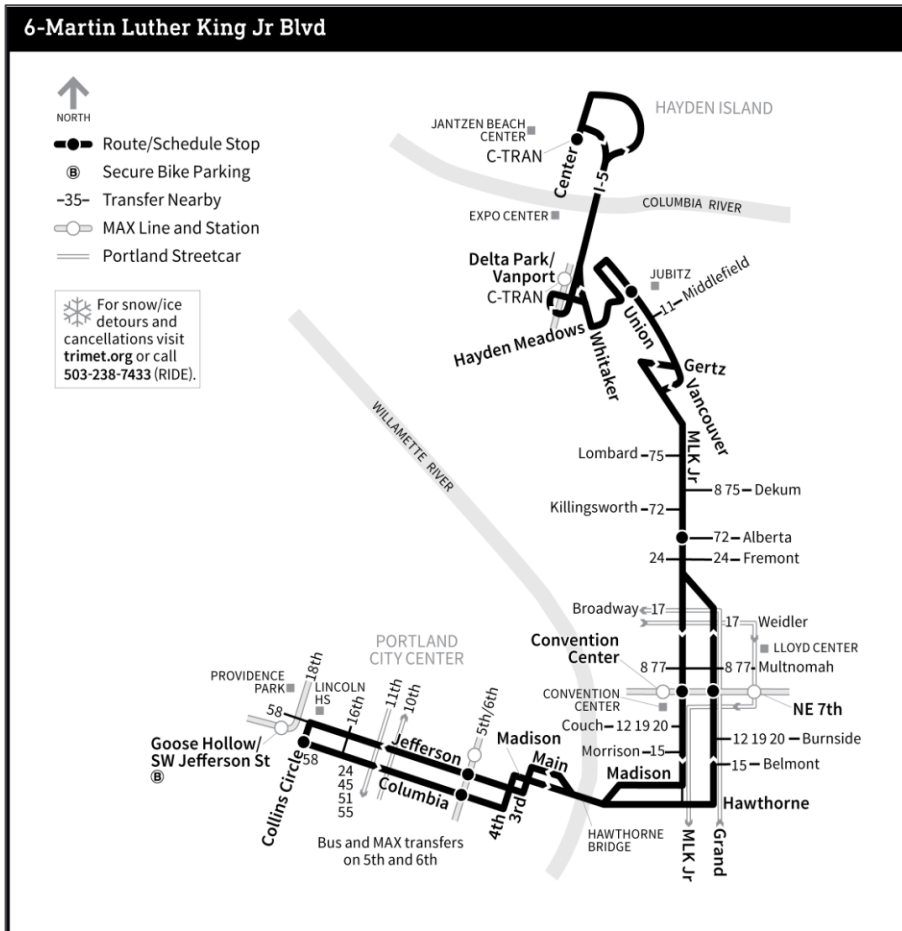 6-Martin Luther King Jr Blvd
NORTH
Route/Schedule Stop
B Secure Bike Parking
-35- Transfer Nearby
MAX Line and Station
Portland Streetcar
For snow/ice
detours and
cancellations visit
trimet.org or call
503-238-7433 (RIDE).
HAYDEN ISLAND
JANTZEN BEACH
CENTER
C-TRAN
Center
I-5
COLUMBIA RIVER
EXPO CENTER
Delta Park/
Vanport
C-TRAN
JUBITZ
11 Middlefield
Union
Hayden Meadows
Whitaker
Gertz
Vancouver
WILLAMETTE RIVER
MLK Jr
Lombard 75
8 75 Dekum
Killingsworth 72
72 Alberta
24
24 Fremont
Broadway 17
17 Weidler
Convention
Center
LLOYD CENTER
8 77
8 77 Multnomah
PORTLAND
CITY CENTER
CONVENTION
CENTER
NE 7th
PROVIDENCE
PARK
18th
LINCOLN
HS
16th
11th
10th
5th/6th
58
Couch 12 19 20
12 19 20 Burnside
Goose Hollow/
SW Jefferson St
B
Jefferson
Madison
Main
Morrison 15
15 Belmont
Madison
58
Collins Circle
24
45
51
55
Columbia
4th
3rd
Hawthorne
Bus and MAX transfers
on 5th and 6th
HAWTHORNE
BRIDGE
MLK Jr
Grand